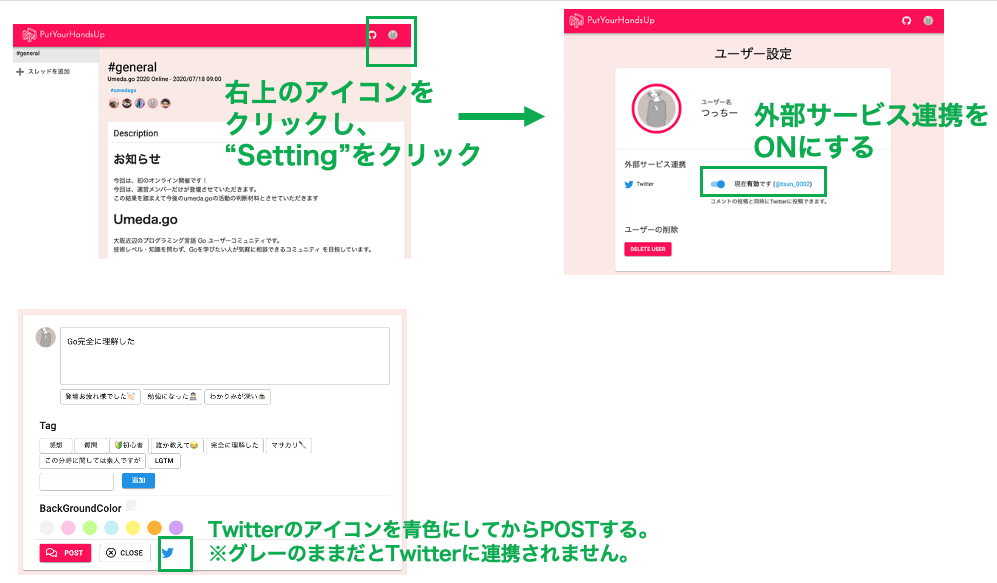 PutYourHandsUp
#general
スレッドを追加
#general
Umeda.go 2020 Online - 2020/07/18 09:00
#umedago
Description
お知らせ
今回は、初のオンライン開催です！
今回は、運営メンバーだけが登壇させていただきます。
この結果を踏まえて今後のumeda.goの活動の判断材料とさせていただきます
Umeda.go
大阪近辺のプログラミング言語 Go ユーザーコミュニティです。
技術レベル・知識を問わず、Goを学びたい人が気軽に相談できるコミュニティ を目指しています。
右上のアイコンを
クリックし、
“Setting”をクリック
PutYourHandsUp
ユーザー設定
ユーザー名
つっちー
外部サービス連携
Twitter
現在有効です (@tsun_0002)
コメントの投稿と同時にTwitterに投稿できます。
ユーザーの削除
DELETE USER
外部サービス連携を
ONにする
Go完全に理解した
登壇お疲れ様でした👏🏻
勉強になった
わかりみが深い🍵
Tag
感想
質問
🔰初心者
誰か教えて😂
完全に理解した
マサカリ🪓
この分野に関しては素人ですが
LGTM
追加
BackGroundColor
POST
CLOSE
Twitterのアイコンを青色にしてからPOSTする。
※グレーのままだとTwitterに連携されません。